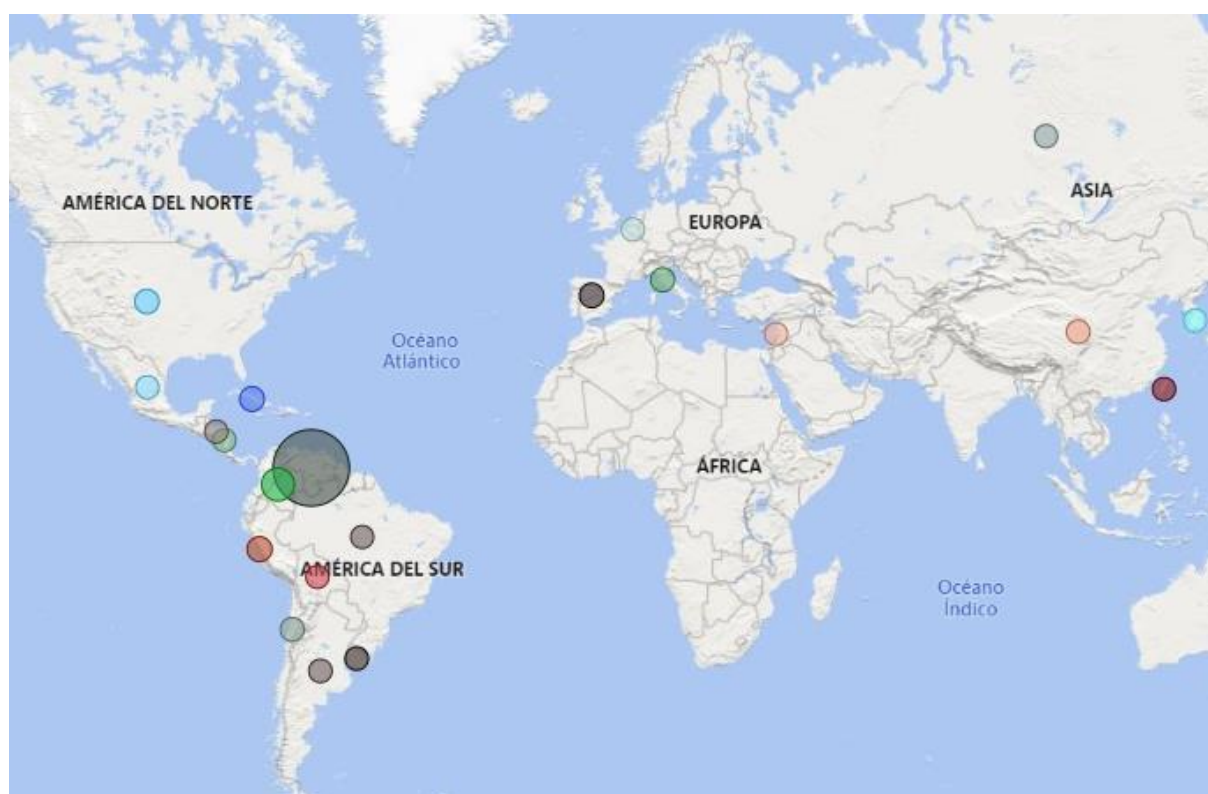 ASIA
AMÉRICA DEL NORTE
EUROPA
Océano
Atlántico
ÁFRICA
AMÉRICA DEL SUR
Océano
Índico